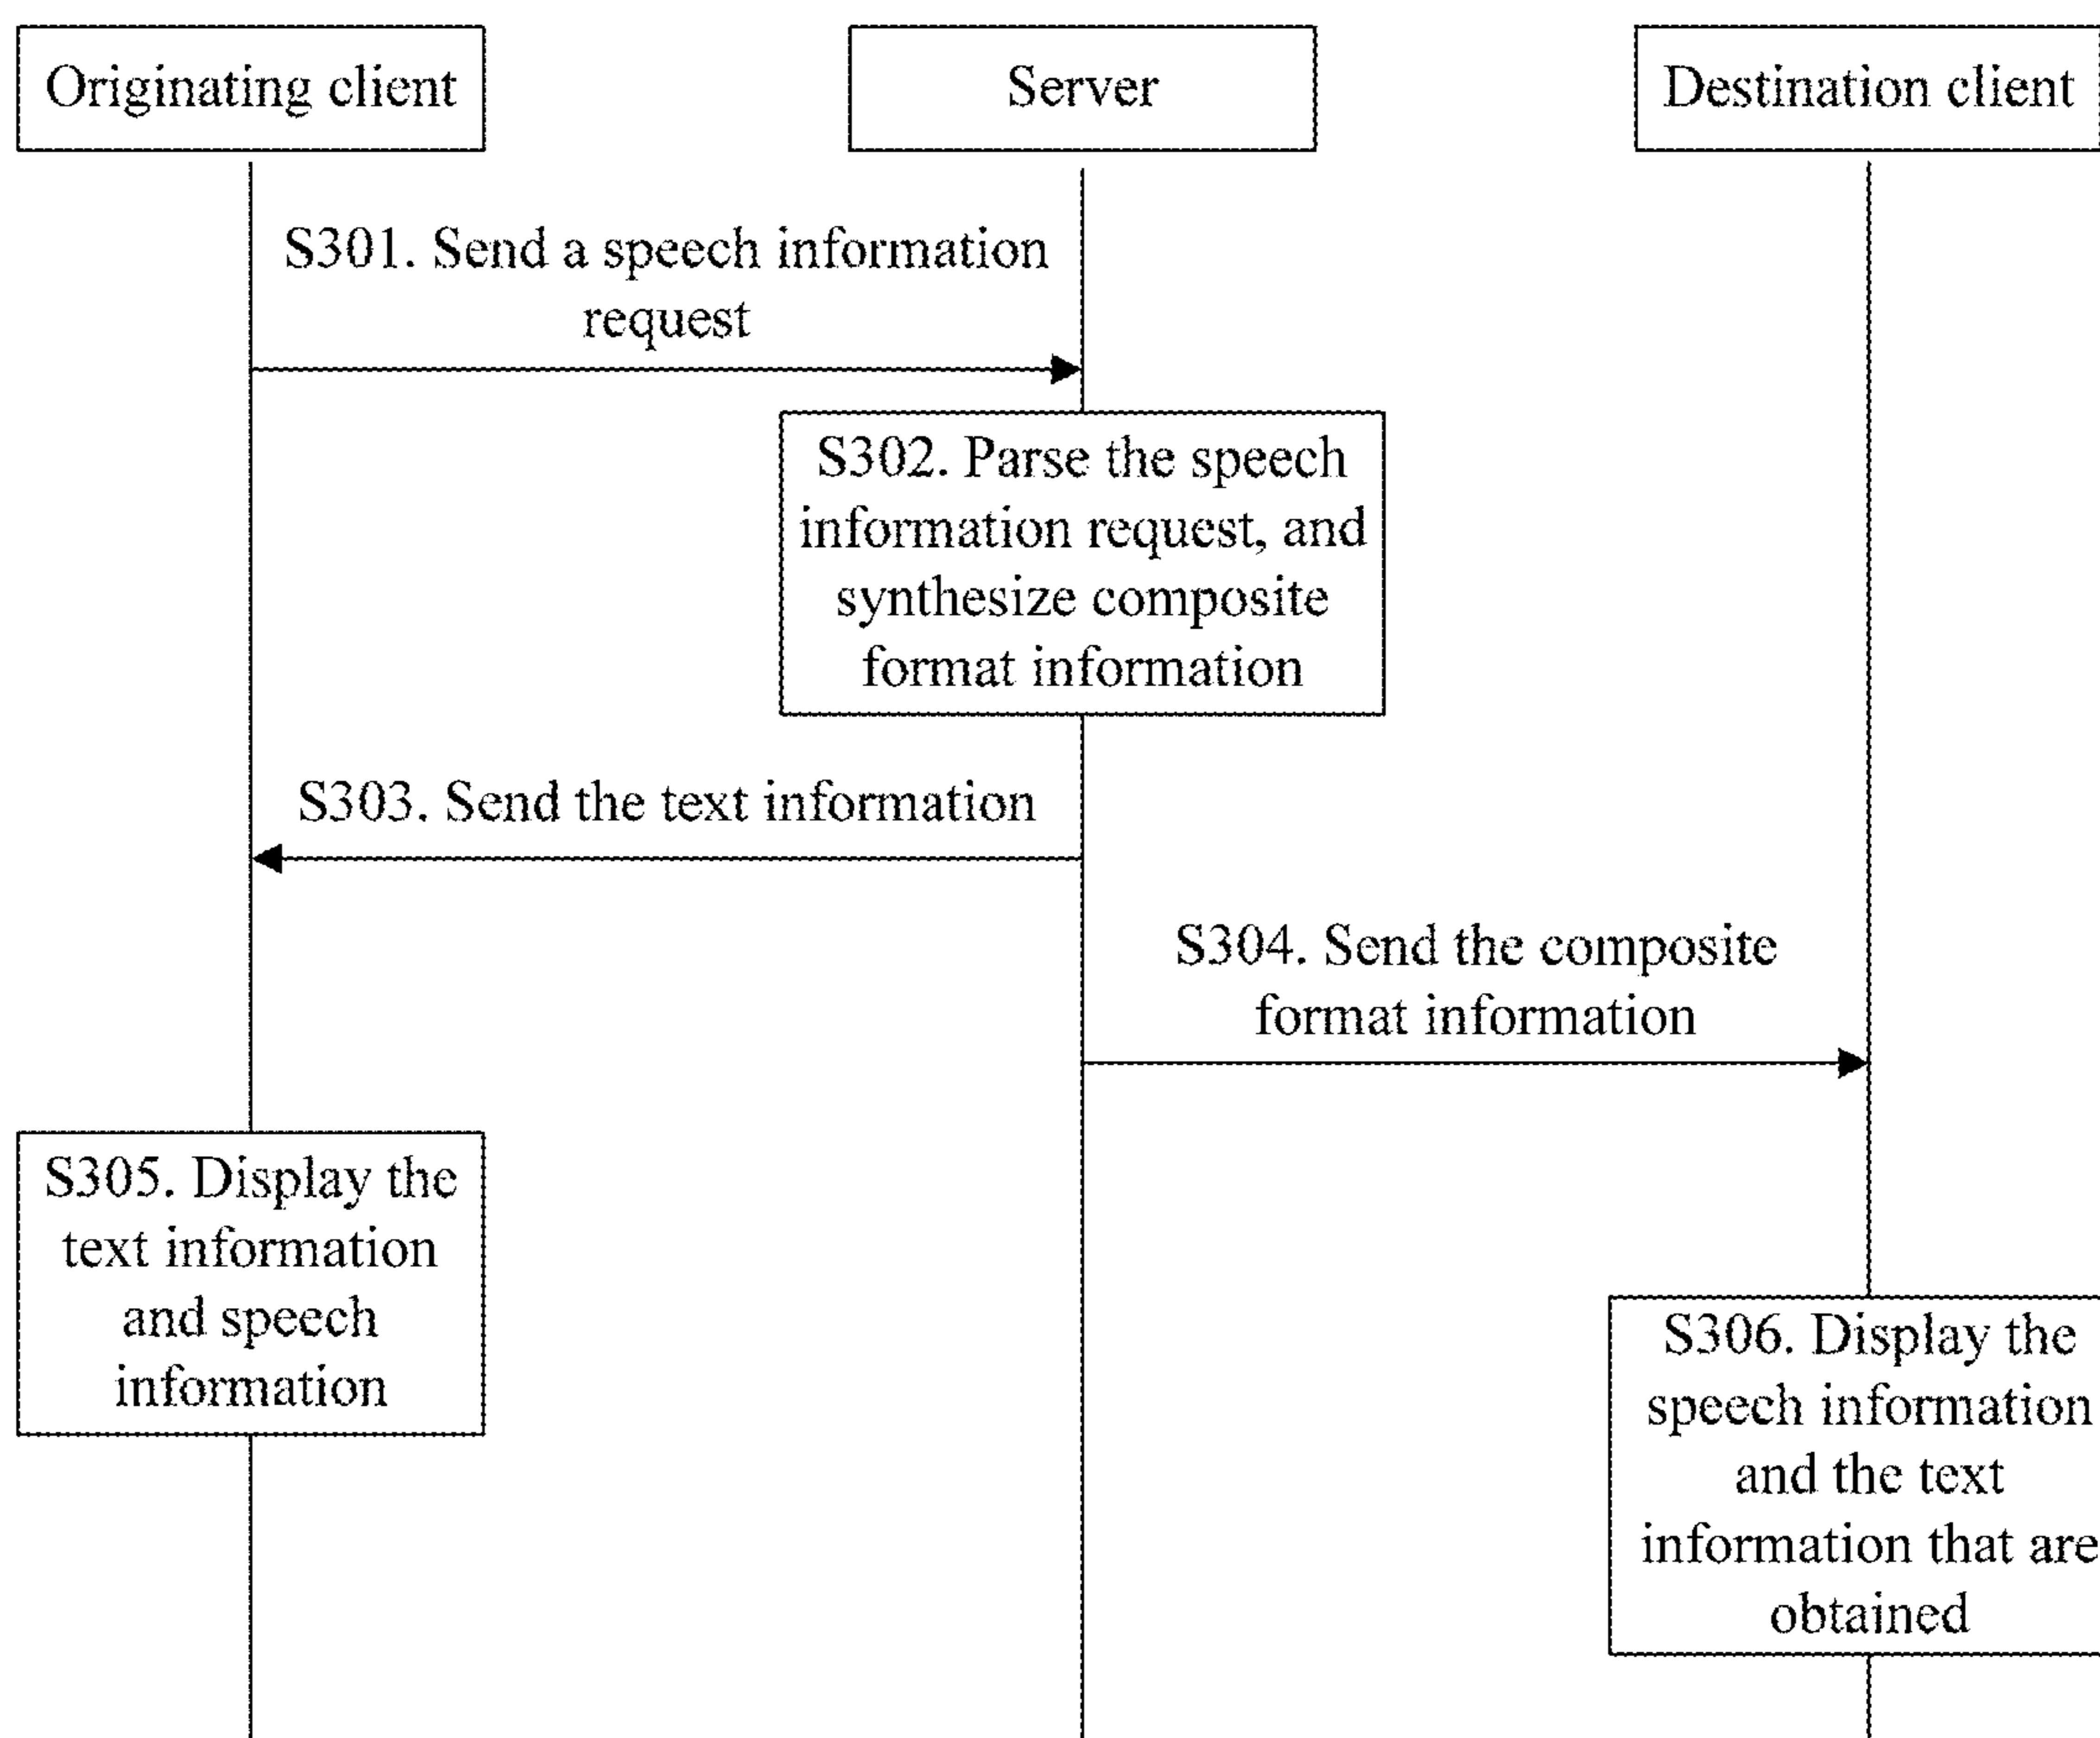 Originating client
Server
Destination client
S301. Send a speech information
request
S302. Parse the speech
information request, and
synthesize composite
format information
S303. Send the text information
S304. Send the composite
format information
S305. Display the
text information
and speech
information
S306. Display the
speech information
and the text
information that are
obtained